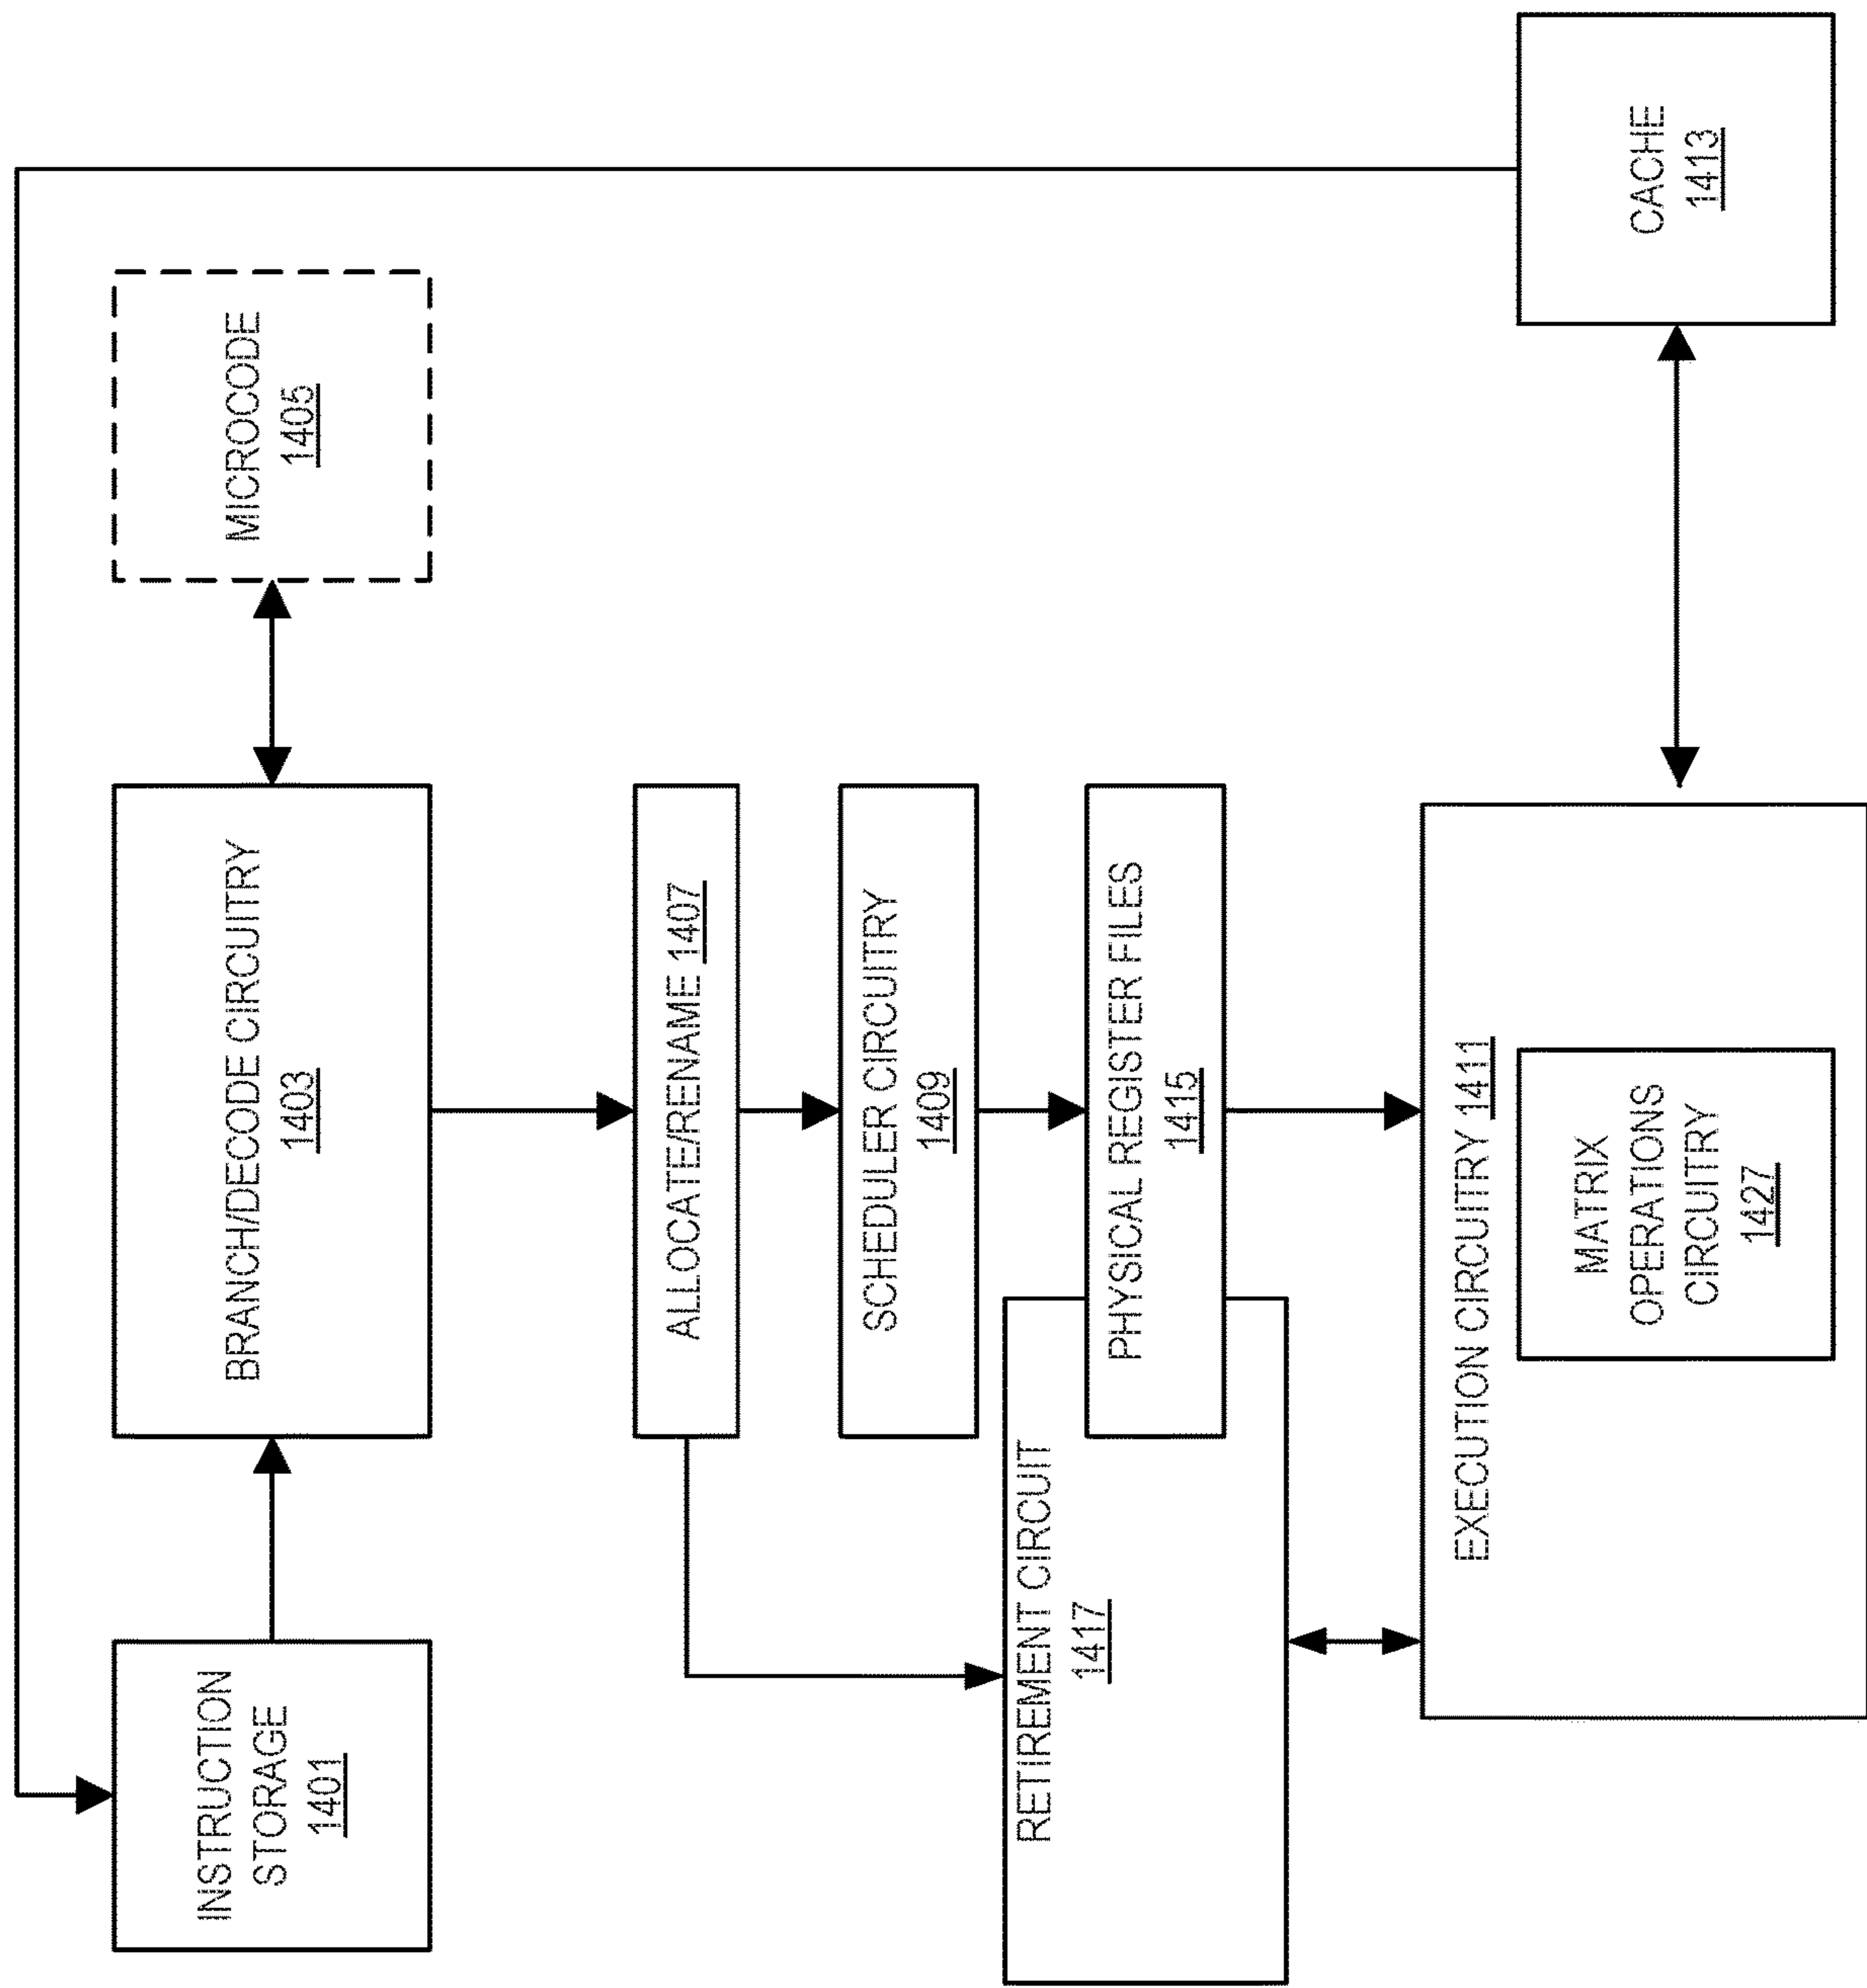 INSTRUCTION
STORAGE
1401
BRANCH/DECODE CIRCUITRY
1403
MICROCODE
1405
ALLOCATE/RENAME 1407
SCHEDULER CIRCUITRY
1409
RETIREMENT CIRCUIT
1417
PHYSICAL REGISTER FILES
1415
EXECUTION CIRCUITRY 1411
MATRIX
OPERATIONS
CIRCUITRY
1427
CACHE
1413